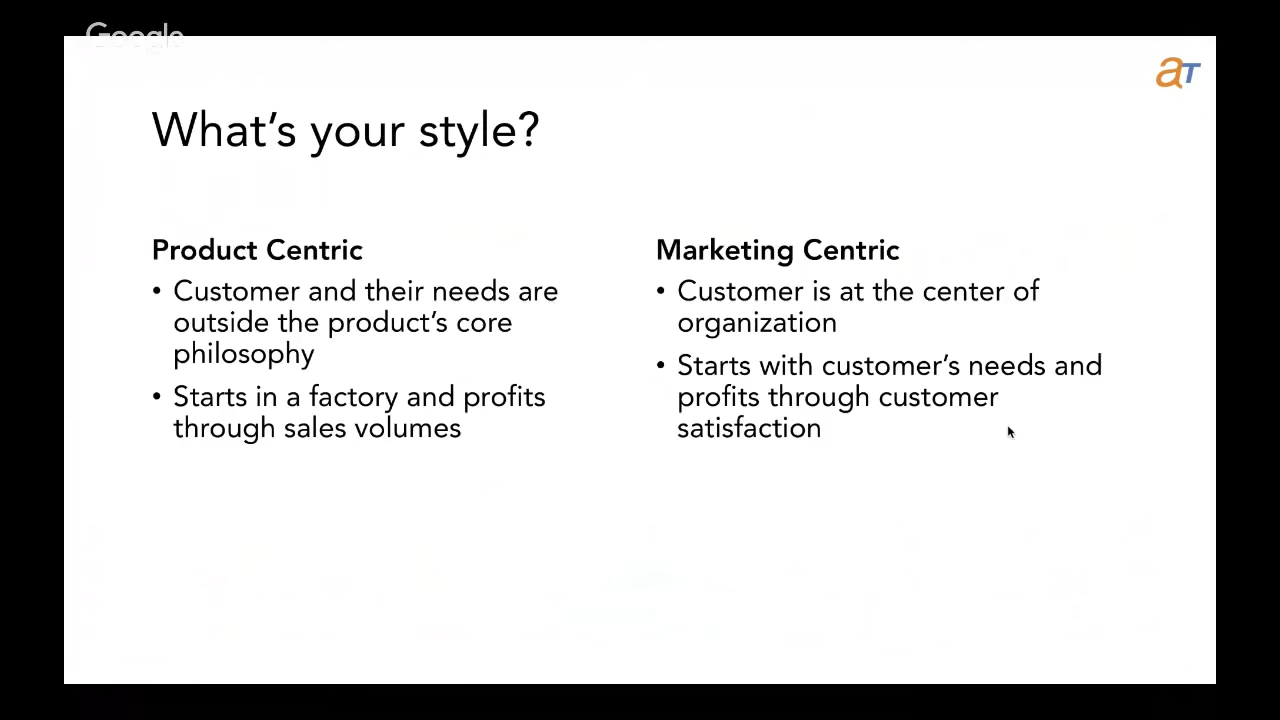 Google
aT
What's your style?
Product Centric
• Customer and their needs are
outside the product's core
philosophy
• Starts in a factory and profits
through sales volumes
Marketing Centric
• Customer is at the center of
organization
• Starts with customer's needs and
profits through customer
satisfaction